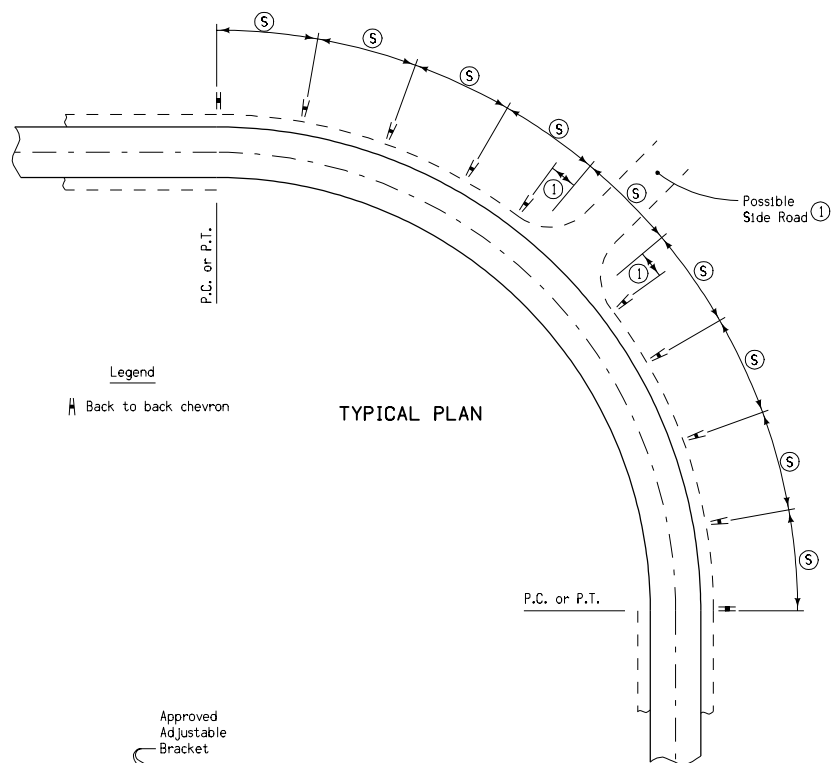 Ⓢ
Ⓢ
Ⓢ
Ⓢ
Ⓢ
①
Possible
Side Road ①
P.C. or P.T.
①
Ⓢ
Legend
Back to back chevron
TYPICAL PLAN
Ⓢ
Ⓢ
Ⓢ
P.C. or P.T.
Approved
Adjustable
Bracket